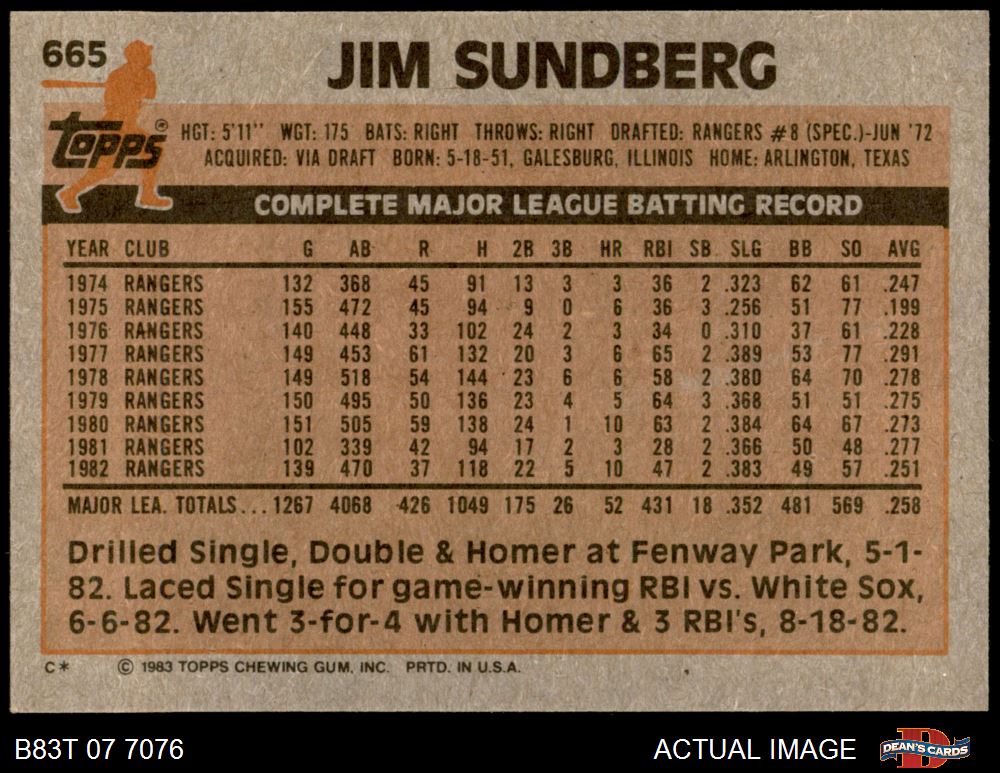 665
JIM SUNDBERG
topps®
HGT: 5'11" WGT: 175 BATS: RIGHT THROWS: RIGHT DRAFTED: RANGERS #8 (SPEC.)-JUN '72
ACQUIRED: VIA DRAFT BORN: 5-18-51, GALESBURG, ILLINOIS HOME: ARLINGTON, TEXAS
COMPLETE MAJOR LEAGUE BATTING RECORD
YEAR CLUB G AB R H 2B 3B HR RBI SB SLG BB SO AVG
1974 RANGERS 132 368 45 91 13 3 3 36 2 .323 62 61 .247
1975 RANGERS 155 472 45 94 9 0 6 36 3 .256 51 77 .199
1976 RANGERS 140 448 33 102 24 2 3 34 0 .310 37 61 .228
1977 RANGERS 149 453 61 132 20 3 6 65 2 .389 53 77 .291
1978 RANGERS 149 518 54 144 23 6 6 58 2 .380 64 70 .278
1979 RANGERS 150 495 50 136 23 4 5 64 3 .368 51 51 .275
1980 RANGERS 151 505 59 138 24 1 10 63 2 .384 64 67 .273
1981 RANGERS 102 339 42 94 17 2 3 28 2 .366 50 48 .277
1982 RANGERS 139 470 37 118 22 5 10 47 2 .383 49 57 .251
MAJOR LEA. TOTALS... 1267 4068 426 1049 175 26 52 431 18 .352 481 569 .258
Drilled Single, Double & Homer at Fenway Park, 5-1-
82. Laced Single for game-winning RBI vs. White Sox,
6-6-82. Went 3-for-4 with Homer & 3 RBI's, 8-18-82.
C* © 1983 TOPPS CHEWING GUM, INC. PRTD. IN U.S.A.
B83T 07 7076 ACTUAL IMAGE DEAN'S CARDS